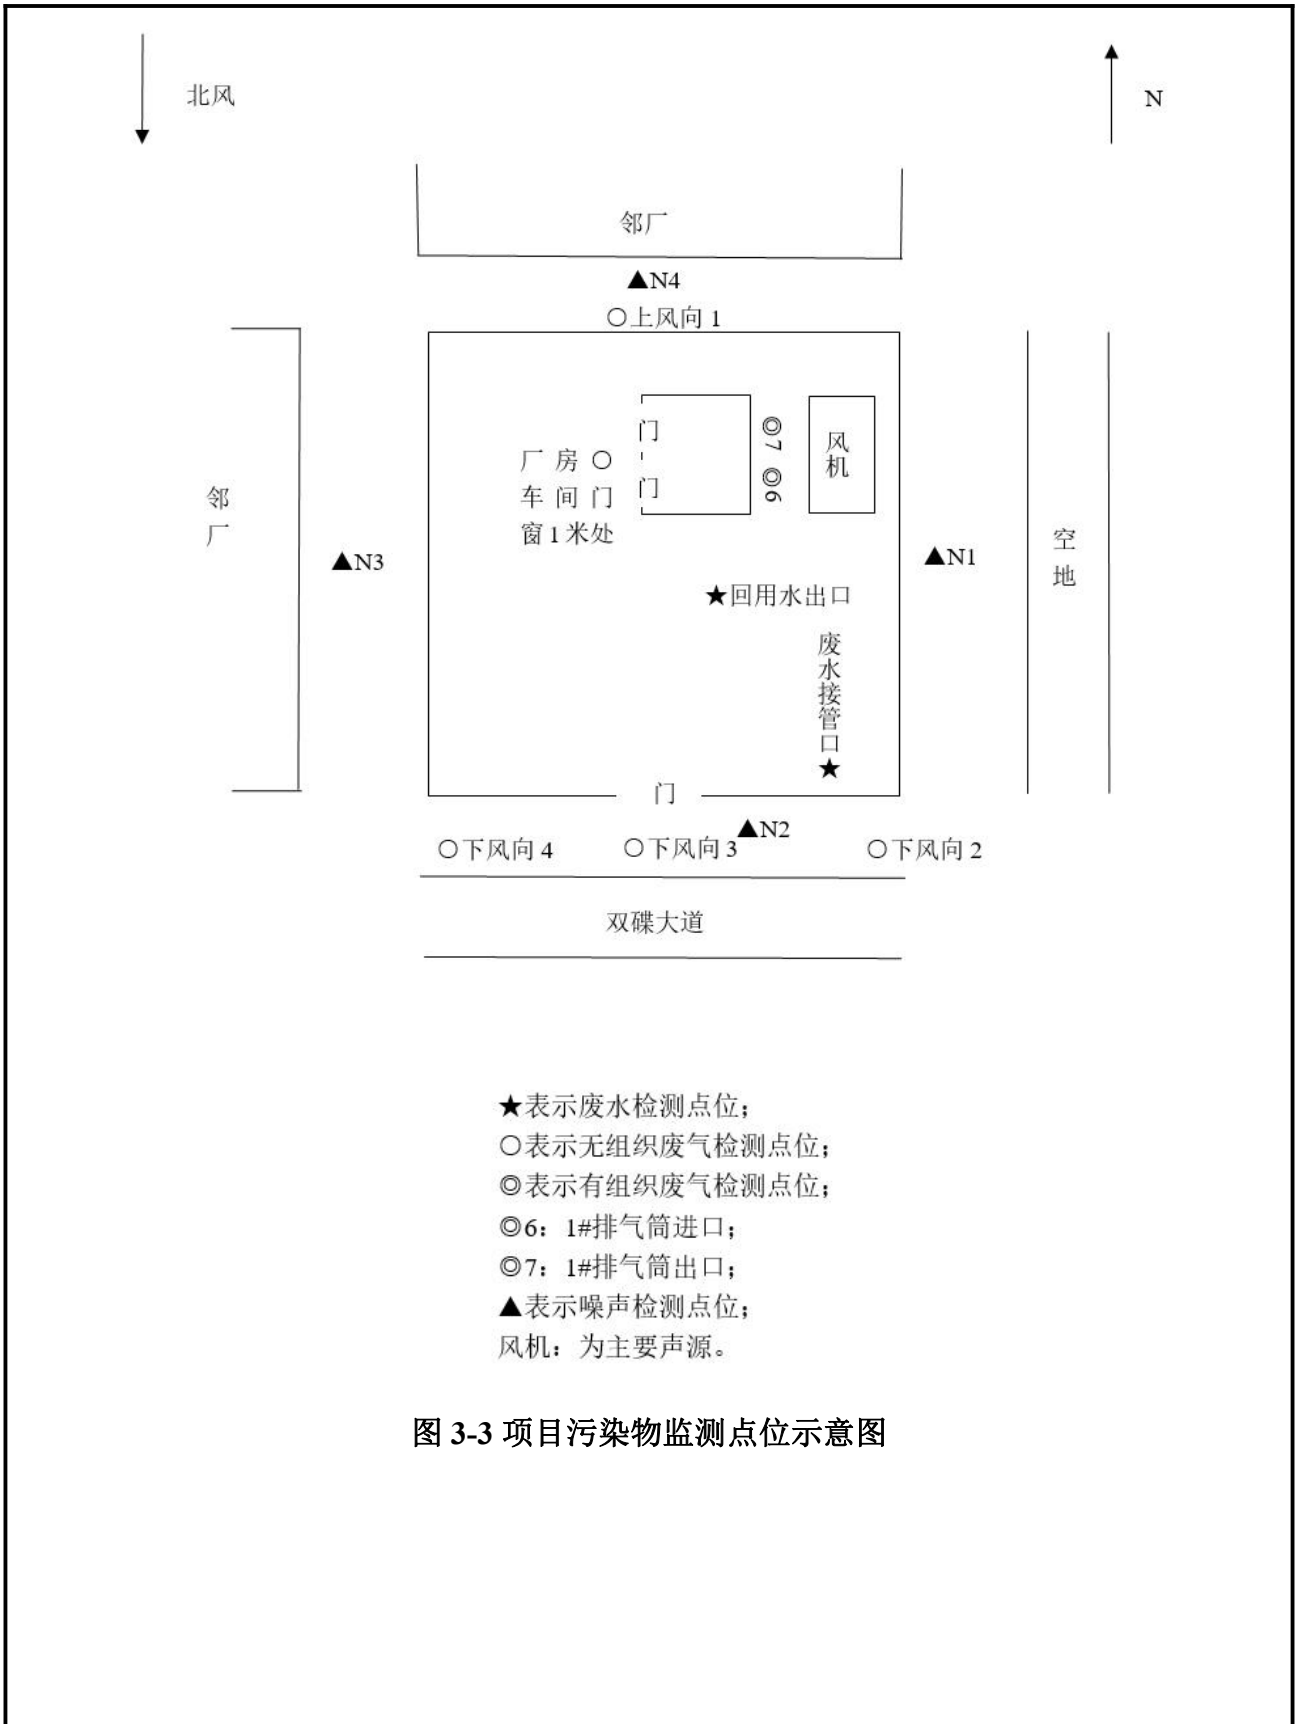 北风
N
邻厂
▲N4
○上风向 1
门
◎7 ◎6
风机
厂 房 ○
车 间 门
窗 1 米处
门
邻厂
▲N3
▲N1
空地
★回用水出口
废水接管口★
门
▲N2
○下风向 4
○下风向 3
○下风向 2
双碟大道
★表示废水检测点位；
○表示无组织废气检测点位；
◎表示有组织废气检测点位；
◎6：1#排气筒进口；
◎7：1#排气筒出口；
▲表示噪声检测点位；
风机：为主要声源。
图 3-3 项目污染物监测点位示意图